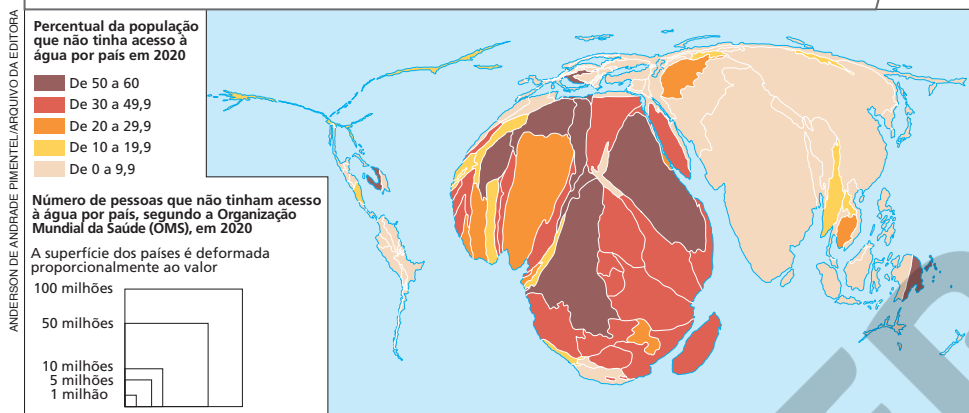 ANDERSON DE ANDRADE PIMENTEL/ARQUIVO DA EDITORA
Percentual da população
que não tinha acesso à
água por país em 2020
De 50 a 60
De 30 a 49,9
De 20 a 29,9
De 10 a 19,9
De 0 a 9,9
Número de pessoas que não tinham acesso
à água por país, segundo a Organização
Mundial da Saúde (OMS), em 2020
A superfície dos países é deformada
proporcionalmente ao valor
100 milhões
50 milhões
10 milhões
5 milhões
1 milhão